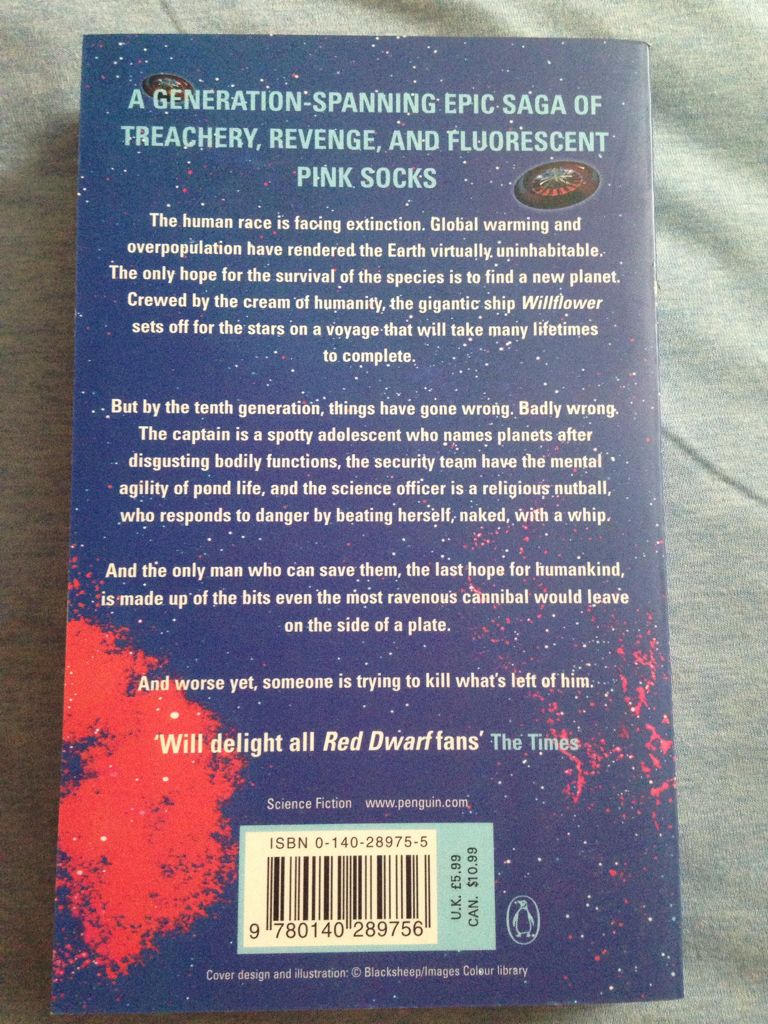 A GENERATION-SPANNING EPIC SAGA OF
TREACHERY, REVENGE, AND FLUORESCENT
PINK SOCKS
The human race is facing extinction. Global warming and
overpopulation have rendered the Earth virtually uninhabitable.
The only hope for the survival of the species is to find a new planet.
Crewed by the cream of humanity, the gigantic ship Willflower
sets off for the stars on a voyage that will take many lifetimes
to complete.
But by the tenth generation, things have gone wrong. Badly wrong.
The captain is a spotty adolescent who names planets after
disgusting bodily functions, the security team have the mental
agility of pond life, and the science officer is a religious nutball,
who responds to danger by beating herself, naked, with a whip.
And the only man who can save them, the last hope for humankind,
is made up of the bits even the most ravenous cannibal would leave
on the side of a plate.
And worse yet, someone is trying to kill what's left of him.
'Will delight all Red Dwarf fans' The Times
Science Fiction www.penguin.com
ISBN 0-140-28975-5
9 780140 289756
U.K. £5.99
CAN. $10.99
Cover design and illustration: © Blacksheep/Images Colour library